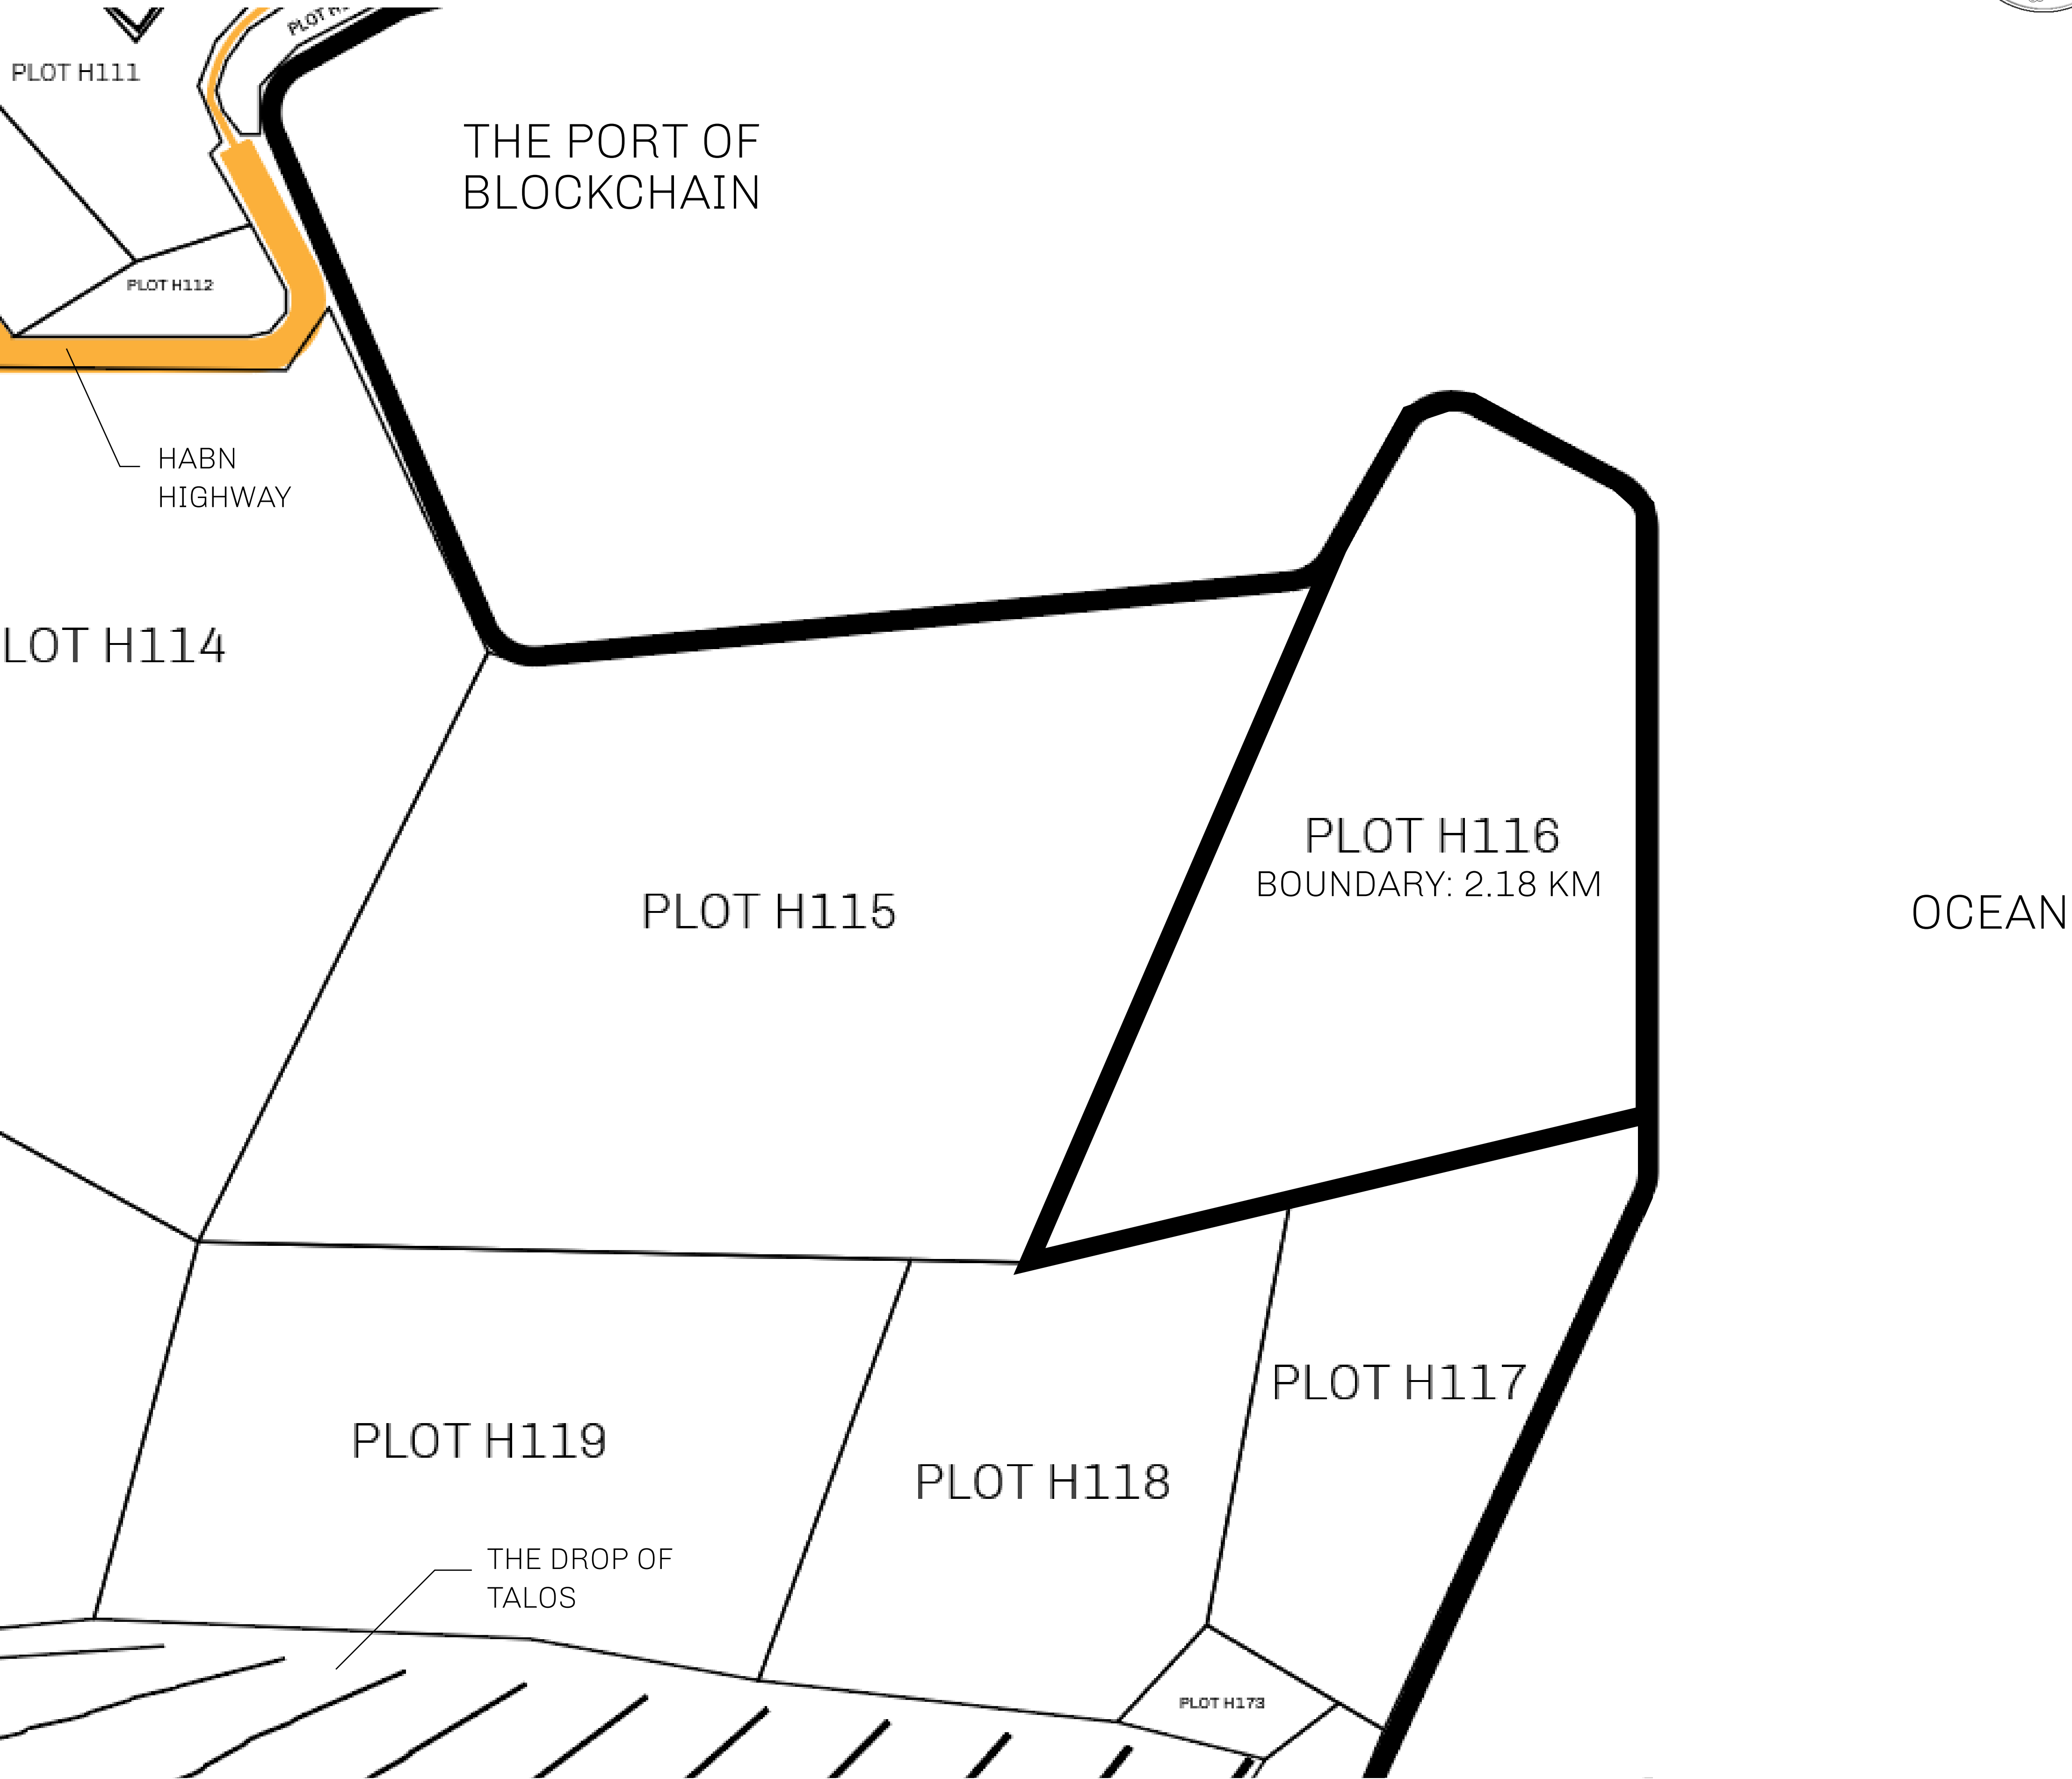 PLOT H111
THE PORT OF
BLOCKCHAIN
PLOT H112
HABN
HIGHWAY
LOT H114
PLOT H115
PLOT H116
BOUNDARY: 2.18 KM
OCEAN
PLOT H117
PLOT H119
PLOT H118
THE DROP OF
TALOS
PLOT H173